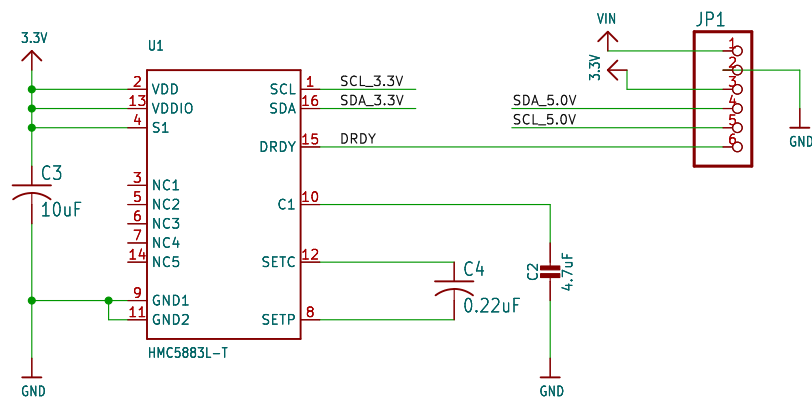 3.3V
U1
2 VDD
13 VDDIO
4 S1
3 NC1
5 NC2
6 NC3
7 NC4
14 NC5
9 GND1
11 GND2
SCL 1 SCL_3.3V
SDA 16 SDA_3.3V
DRDY 15 DRDY
C1 10
SETC 12
SETP 8
HMC5883L-T
C3
10uF
GND
C4
0.22uF
C2
4.7uF
GND
VIN
3.3V
SDA_5.0V
SCL_5.0V
JP1
1
2
3
4
5
6
GND